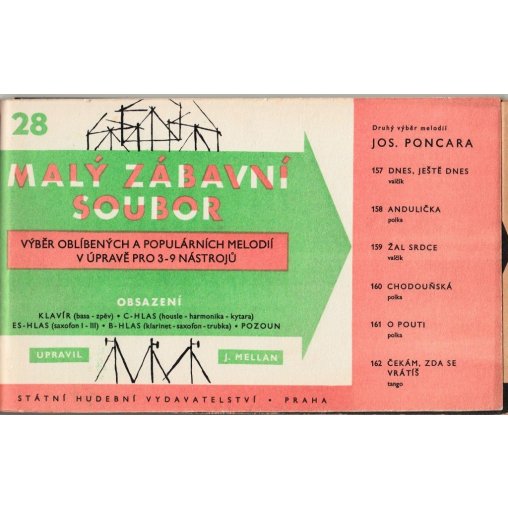 28
MALÝ ZÁBAVNÍ
SOUBOR
VÝBĚR OBLÍBENÝCH A POPULÁRNÍCH MELODIÍ
V ÚPRAVĚ PRO 3-9 NÁSTROJŮ
OBSAZENÍ
KLAVÍR (basa - zpěv) • C-HLAS (housle - harmonika - kytara)
ES-HLAS (saxofon I - III) • B-HLAS (klarinet - saxofon - trubka) • POZOUN
UPRAVIL
J. MELLAN
STÁTNÍ HUDEBNÍ VYDAVATELSTVÍ • PRAHA
Druhý výběr melodií
JOS. PONCARA
157 DNES, JEŠTĚ DNES
valčík
158 ANDULIČKA
polka
159 ŽAL SRDCE
valčík
160 CHODOUŇSKÁ
polka
161 O POUTI
polka
162 ČEKÁM, ZDA SE
VRÁTÍŠ
tango